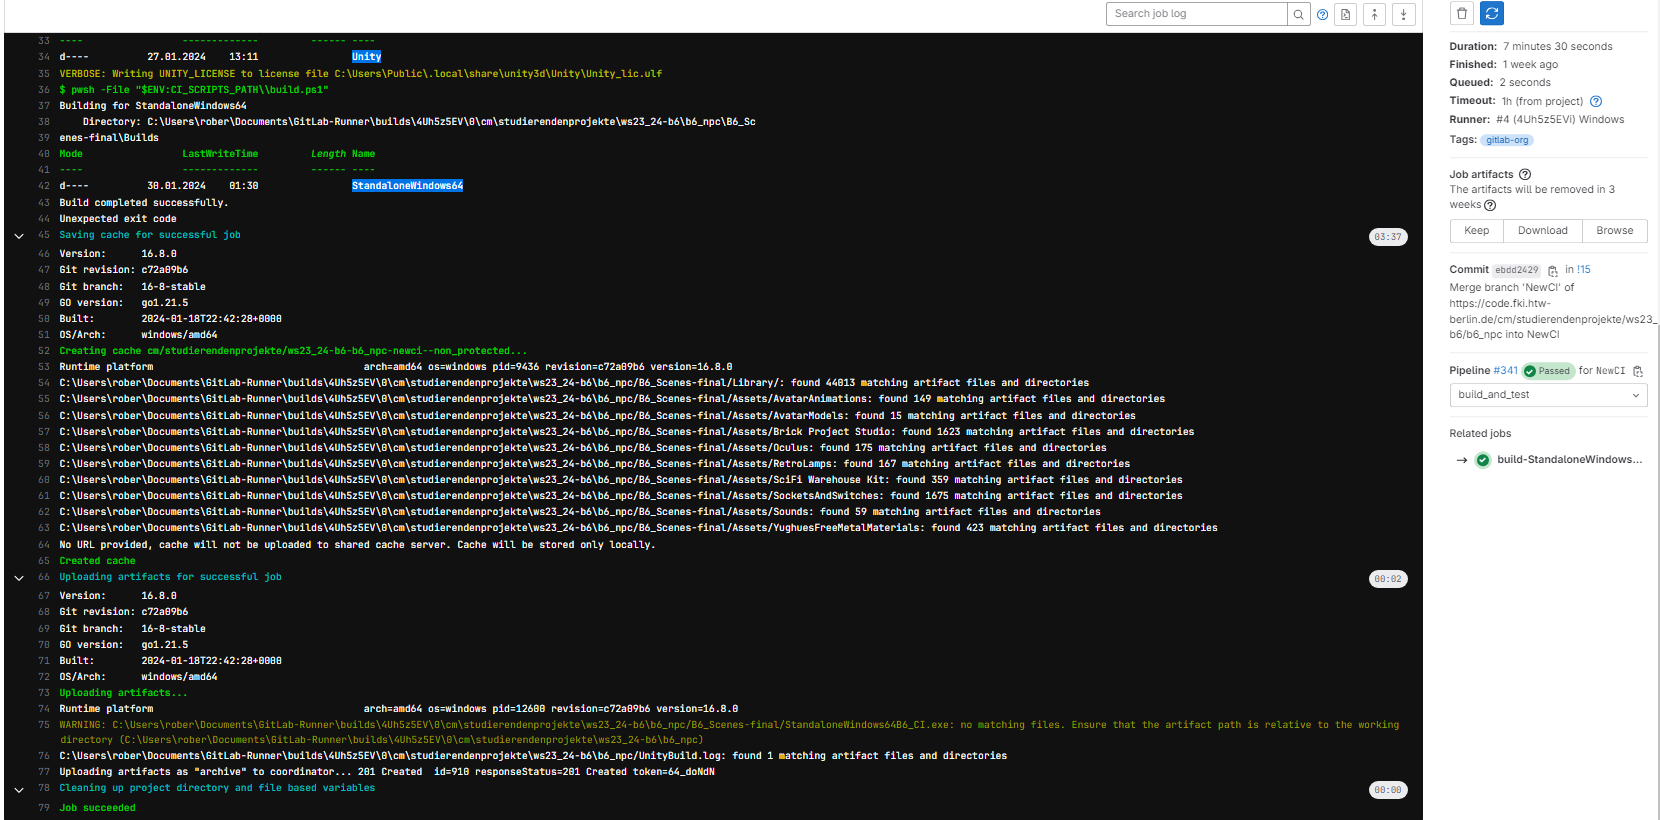 Search job log
33 ---- ------------- ------ ----
34 d---- 27.01.2024 13:11 Unity
35 VERBOSE: Writing UNITY_LICENSE to license file C:\Users\Public\.local\share\unity3d\Unity\Unity_lic.ulf
36 $ pwsh -File "$ENV:CI_SCRIPTS_PATH\\build.ps1"
37 Building for StandaloneWindows64
38 Directory: C:\Users\rober\Documents\GitLab-Runner\builds\4Uh5z5EV\0\cm\studierendenprojekte\ws23_24-b6\b6_npc\B6_Sc
39 enes-final\Builds
40 Mode LastWriteTime Length Name
41 ---- ------------- ------ ----
42 d---- 30.01.2024 01:30 StandaloneWindows64
43 Build completed successfully.
44 Unexpected exit code
45 Saving cache for successful job 03:37
46 Version: 16.8.0
47 Git revision: c72a09b6
48 Git branch: 16-8-stable
49 GO version: go1.21.5
50 Built: 2024-01-18T22:42:28+0000
51 OS/Arch: windows/amd64
52 Creating cache cm/studierendenprojekte/ws23_24-b6-b6_npc-newci--non_protected...
53 Runtime platform arch=amd64 os=windows pid=9436 revision=c72a09b6 version=16.8.0
54 C:\Users\rober\Documents\GitLab-Runner\builds\4Uh5z5EV\0\cm\studierendenprojekte\ws23_24-b6\b6_npc/B6_Scenes-final/Library/: found 44013 matching artifact files and directories
55 C:\Users\rober\Documents\GitLab-Runner\builds\4Uh5z5EV\0\cm\studierendenprojekte\ws23_24-b6\b6_npc/B6_Scenes-final/Assets/AvatarAnimations: found 149 matching artifact files and directories
56 C:\Users\rober\Documents\GitLab-Runner\builds\4Uh5z5EV\0\cm\studierendenprojekte\ws23_24-b6\b6_npc/B6_Scenes-final/Assets/AvatarModels: found 15 matching artifact files and directories
57 C:\Users\rober\Documents\GitLab-Runner\builds\4Uh5z5EV\0\cm\studierendenprojekte\ws23_24-b6\b6_npc/B6_Scenes-final/Assets/Brick Project Studio: found 1623 matching artifact files and directories
58 C:\Users\rober\Documents\GitLab-Runner\builds\4Uh5z5EV\0\cm\studierendenprojekte\ws23_24-b6\b6_npc/B6_Scenes-final/Assets/Oculus: found 175 matching artifact files and directories
59 C:\Users\rober\Documents\GitLab-Runner\builds\4Uh5z5EV\0\cm\studierendenprojekte\ws23_24-b6\b6_npc/B6_Scenes-final/Assets/RetroLamps: found 167 matching artifact files and directories
60 C:\Users\rober\Documents\GitLab-Runner\builds\4Uh5z5EV\0\cm\studierendenprojekte\ws23_24-b6\b6_npc/B6_Scenes-final/Assets/SciFi Warehouse Kit: found 359 matching artifact files and directories
61 C:\Users\rober\Documents\GitLab-Runner\builds\4Uh5z5EV\0\cm\studierendenprojekte\ws23_24-b6\b6_npc/B6_Scenes-final/Assets/SocketsAndSwitches: found 1675 matching artifact files and directories
62 C:\Users\rober\Documents\GitLab-Runner\builds\4Uh5z5EV\0\cm\studierendenprojekte\ws23_24-b6\b6_npc/B6_Scenes-final/Assets/Sounds: found 59 matching artifact files and directories
63 C:\Users\rober\Documents\GitLab-Runner\builds\4Uh5z5EV\0\cm\studierendenprojekte\ws23_24-b6\b6_npc/B6_Scenes-final/Assets/YughuesFreeMetalMaterials: found 423 matching artifact files and directories
64 No URL provided, cache will not be uploaded to shared cache server. Cache will be stored only locally.
65 Created cache
66 Uploading artifacts for successful job 00:02
67 Version: 16.8.0
68 Git revision: c72a09b6
69 Git branch: 16-8-stable
70 GO version: go1.21.5
71 Built: 2024-01-18T22:42:28+0000
72 OS/Arch: windows/amd64
73 Uploading artifacts...
74 Runtime platform arch=amd64 os=windows pid=12600 revision=c72a09b6 version=16.8.0
75 WARNING: C:\Users\rober\Documents\GitLab-Runner\builds\4Uh5z5EV\0\cm\studierendenprojekte\ws23_24-b6\b6_npc/B6_Scenes-final/StandaloneWindows64B6_CI.exe: no matching files. Ensure that the artifact path is relative to the working
directory (C:\Users\rober\Documents\GitLab-Runner\builds\4Uh5z5EV\0\cm\studierendenprojekte\ws23_24-b6\b6_npc)
76 C:\Users\rober\Documents\GitLab-Runner\builds\4Uh5z5EV\0\cm\studierendenprojekte\ws23_24-b6\b6_npc/UnityBuild.log: found 1 matching artifact files and directories
77 Uploading artifacts as "archive" to coordinator... 201 Created id=910 responseStatus=201 Created token=64_doNdN
78 Cleaning up project directory and file based variables 00:00
79 Job succeeded
Duration: 7 minutes 30 seconds
Finished: 1 week ago
Queued: 2 seconds
Timeout: 1h (from project)
Runner: #4 (4Uh5z5EVi) Windows
Tags: gitlab-org
Job artifacts
The artifacts will be removed in 3
weeks
Keep Download Browse
Commit ebdd2429 in !15
Merge branch 'NewCI' of
https://code.fki.htw-
berlin.de/cm/studierendenprojekte/ws23_
b6/b6_npc into NewCI
Pipeline #341 Passed for NewCI
build_and_test
Related jobs
→ build-StandaloneWindows...